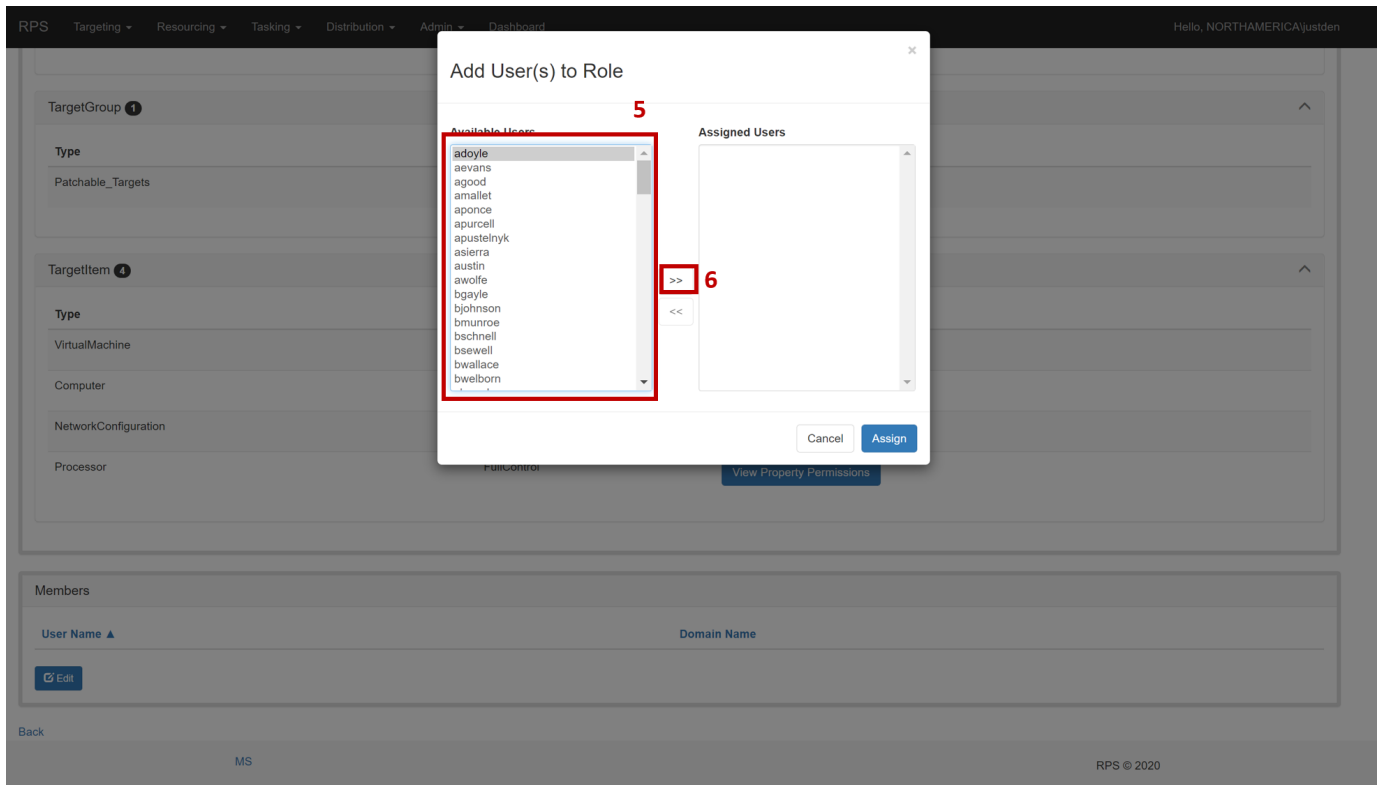 RPS Targeting Resourcing Tasking Distribution Admin Dashboard Hello, NORTHAMERICA\justden
×
Add User(s) to Role
TargetGroup 1
5
Available Users Assigned Users
Type
Patchable_Targets
adoyle
aevans
agood
amallet
aponce
apurcell
apustelnyk
asierra
austin
awolfe
bgayle
bjohnson
bmunroe
bschnell
bsewell
bwallace
bwelborn
>> 6
<<
TargetItem 4
Type
VirtualMachine
Computer
NetworkConfiguration
Cancel Assign
Processor FullControl View Property Permissions
Members
User Name ▲ Domain Name
Edit
Back
MS RPS © 2020